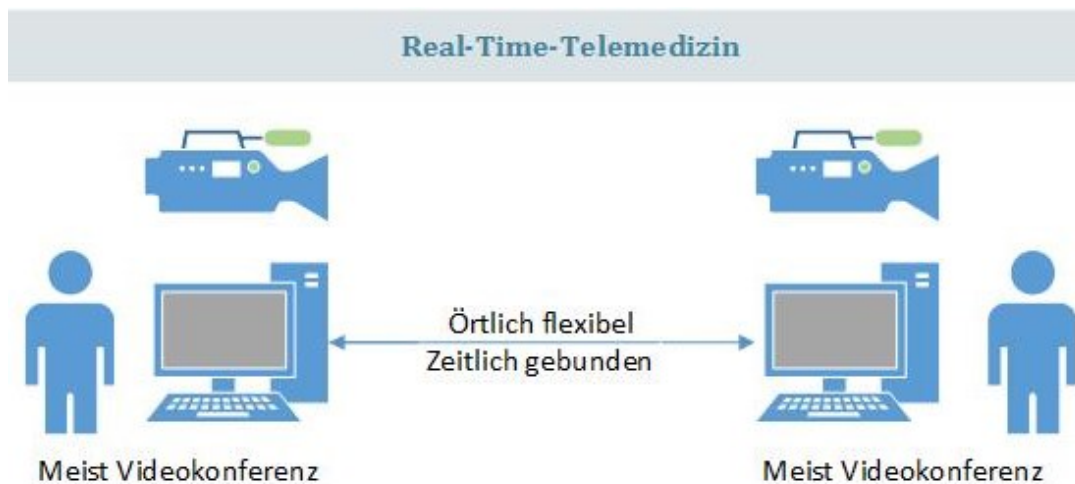 Real-Time-Telemedizin
Örtlich flexibel
Zeitlich gebunden
Meist Videokonferenz
Meist Videokonferenz